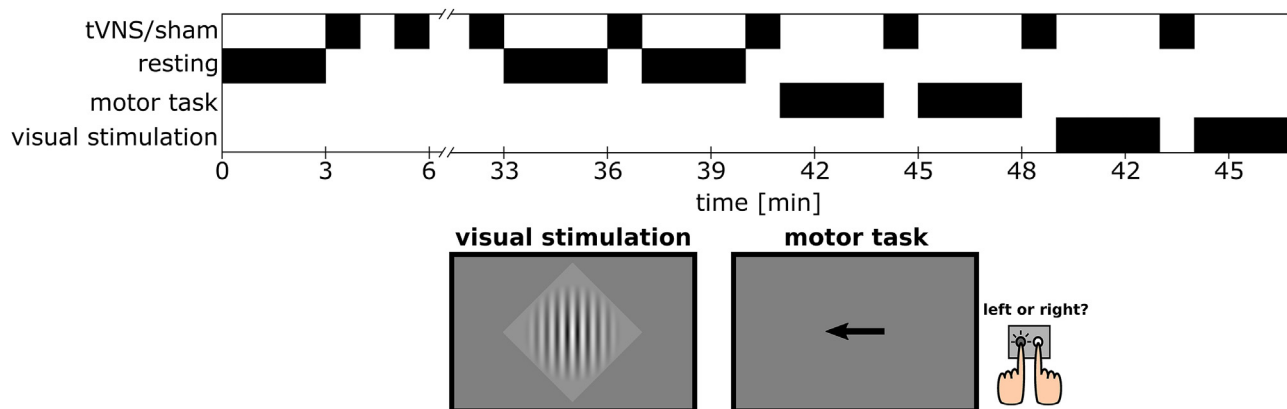 tVNS/sham
resting
motor task
visual stimulation
0 3 6 33 36 39 42 45 48 42 45
time [min]
visual stimulation motor task
left or right?